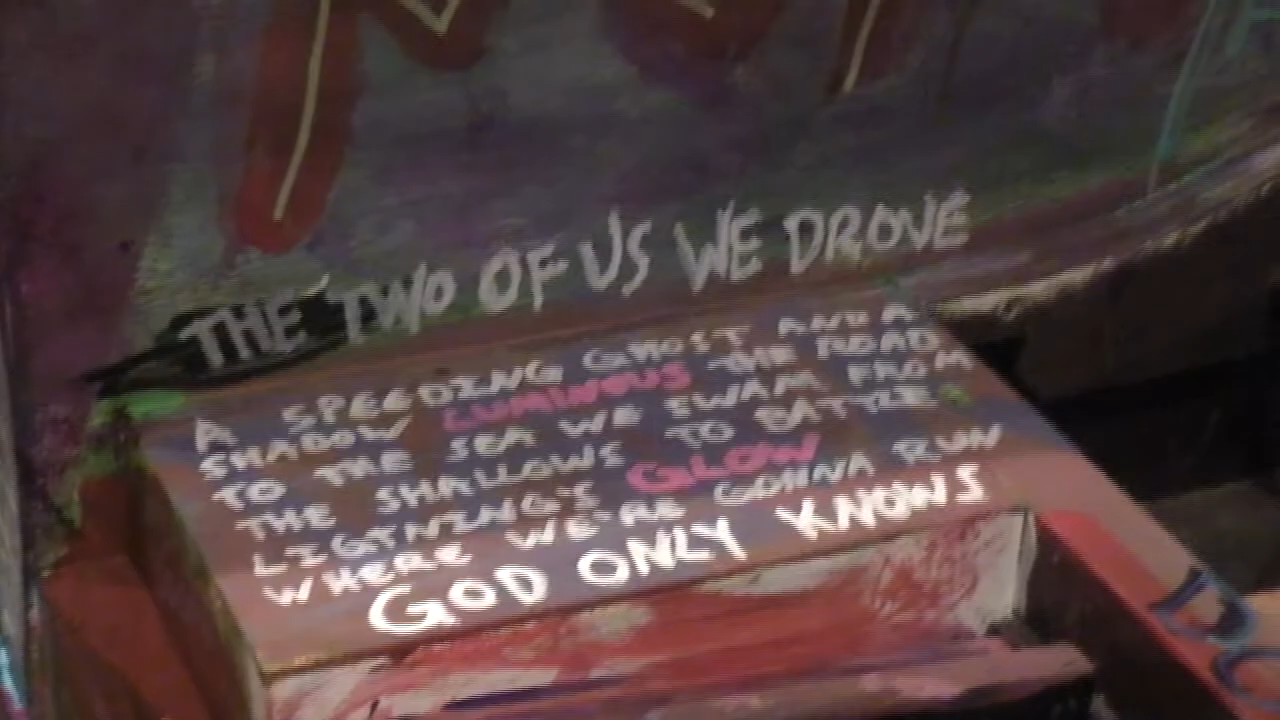 THE TWO OF US WE DROVE
A SPEEDING GHOST AND A
SHADOW LUMINOUS THE ROAD
TO THE SEA WE SWAM FROM
THE SHALLOWS TO BATTLE
LIGTNING'S GLOW
WHERE WE'RE GONNA RUN
GOD ONLY KNOWS